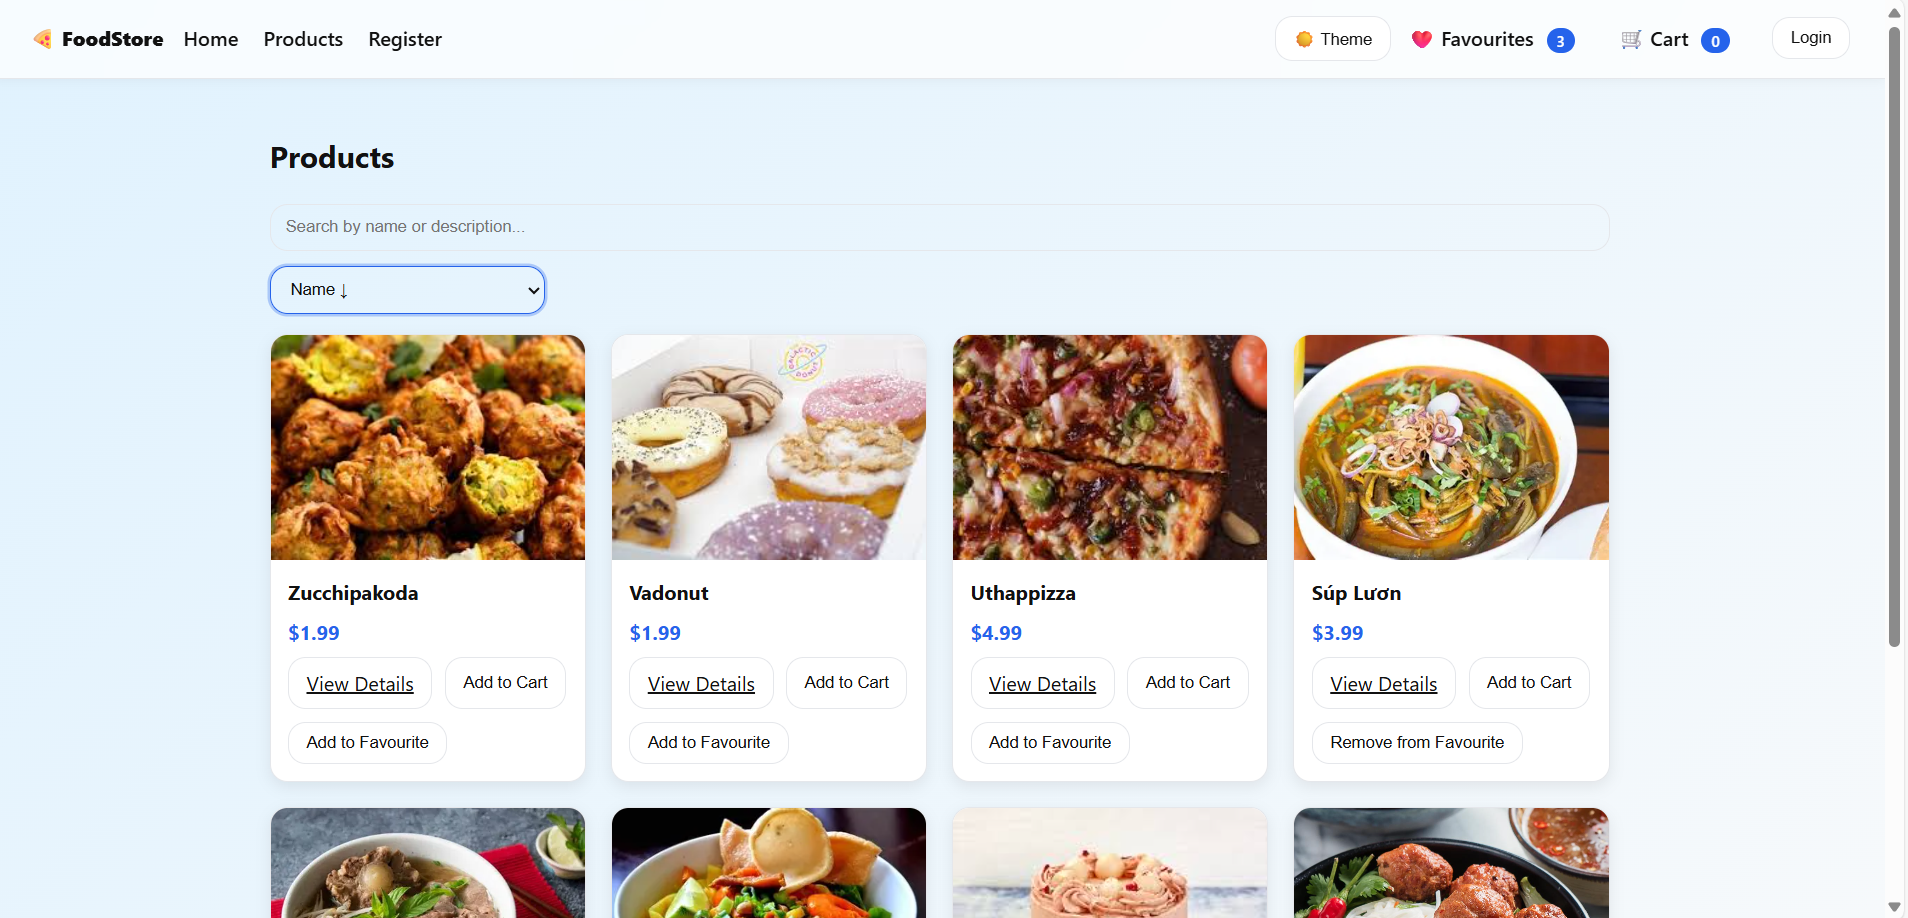 FoodStore Home Products Register Theme Favourites 3 Cart 0 Login
Products
Search by name or description...
Name ↓
GALACTIC DONUT
Zucchipakoda
$1.99
View Details Add to Cart
Add to Favourite
Vadonut
$1.99
View Details Add to Cart
Add to Favourite
Uthappizza
$4.99
View Details Add to Cart
Add to Favourite
Súp Lươn
$3.99
View Details Add to Cart
Remove from Favourite